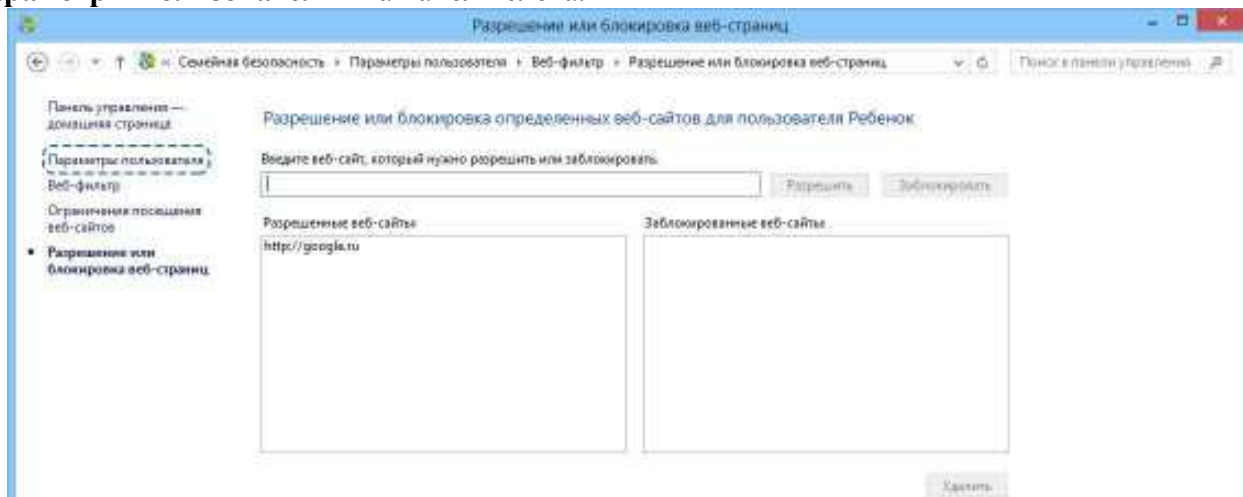 Разрешение или блокировка веб-страниц
Семейная безопасность Параметры пользователя Веб-фильтр Разрешение или блокировка веб-страниц
Поиск в панели управления
Панель управления —
домашняя страница
Параметры пользователя
Веб-фильтр
Ограничения посещения
веб-сайтов
• Разрешение или
блокировка веб-страниц
Разрешение или блокировка определенных веб-сайтов для пользователя Ребенок
Введите веб-сайт, который нужно разрешить или заблокировать.
Разрешить Заблокировать
Разрешенные веб-сайты Заблокированные веб-сайты
http://google.ru
Удалить